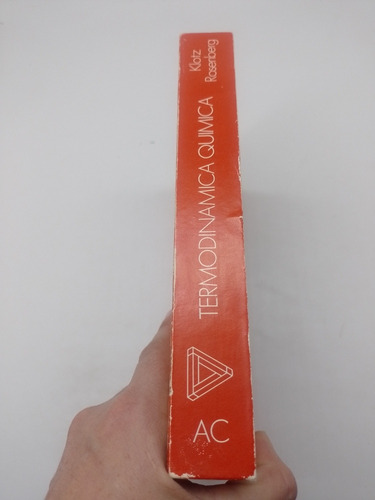 Klotz
Rosenberg
TERMODINAMICA QUIMICA
AC